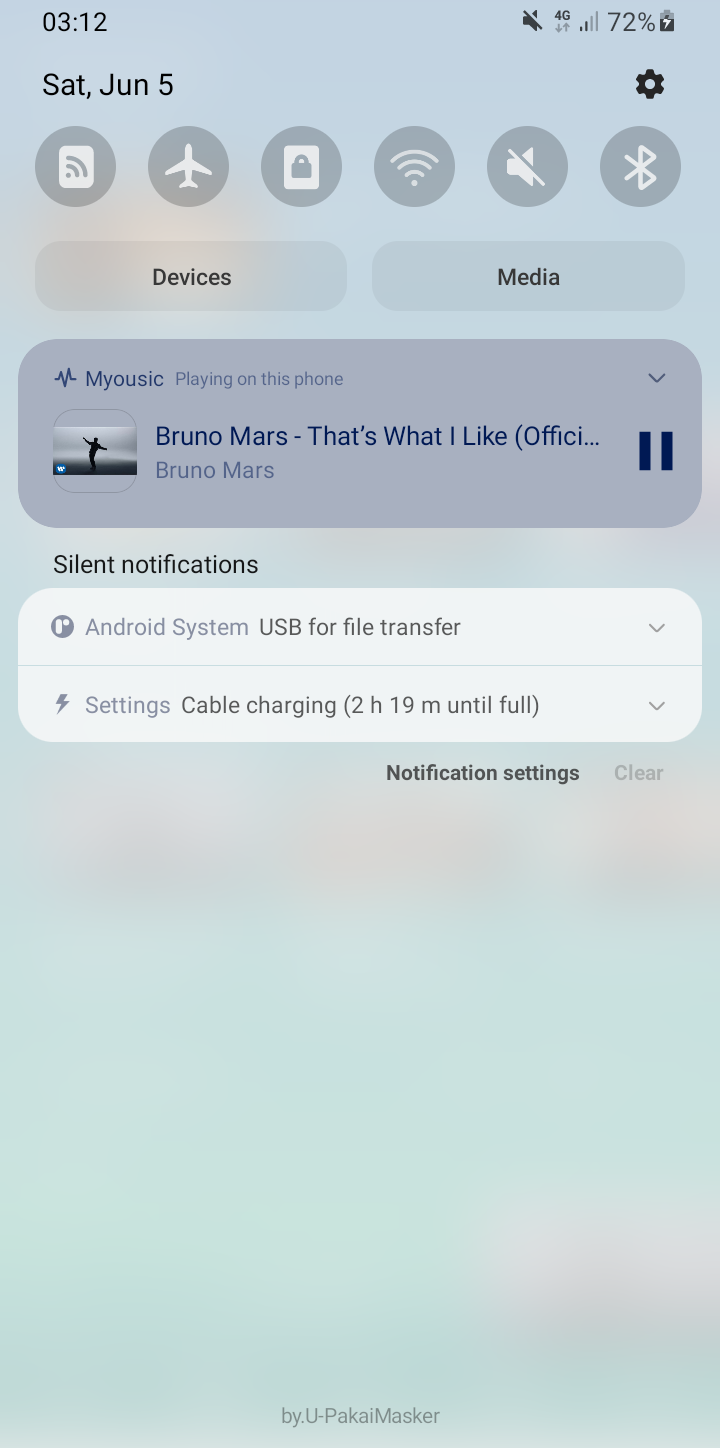 03:12
4G
72%
Sat, Jun 5
Devices
Media
Myousic Playing on this phone
Bruno Mars - That’s What I Like (Offici...
Bruno Mars
Silent notifications
Android System USB for file transfer
Settings Cable charging (2 h 19 m until full)
Notification settings Clear
by.U-PakaiMasker